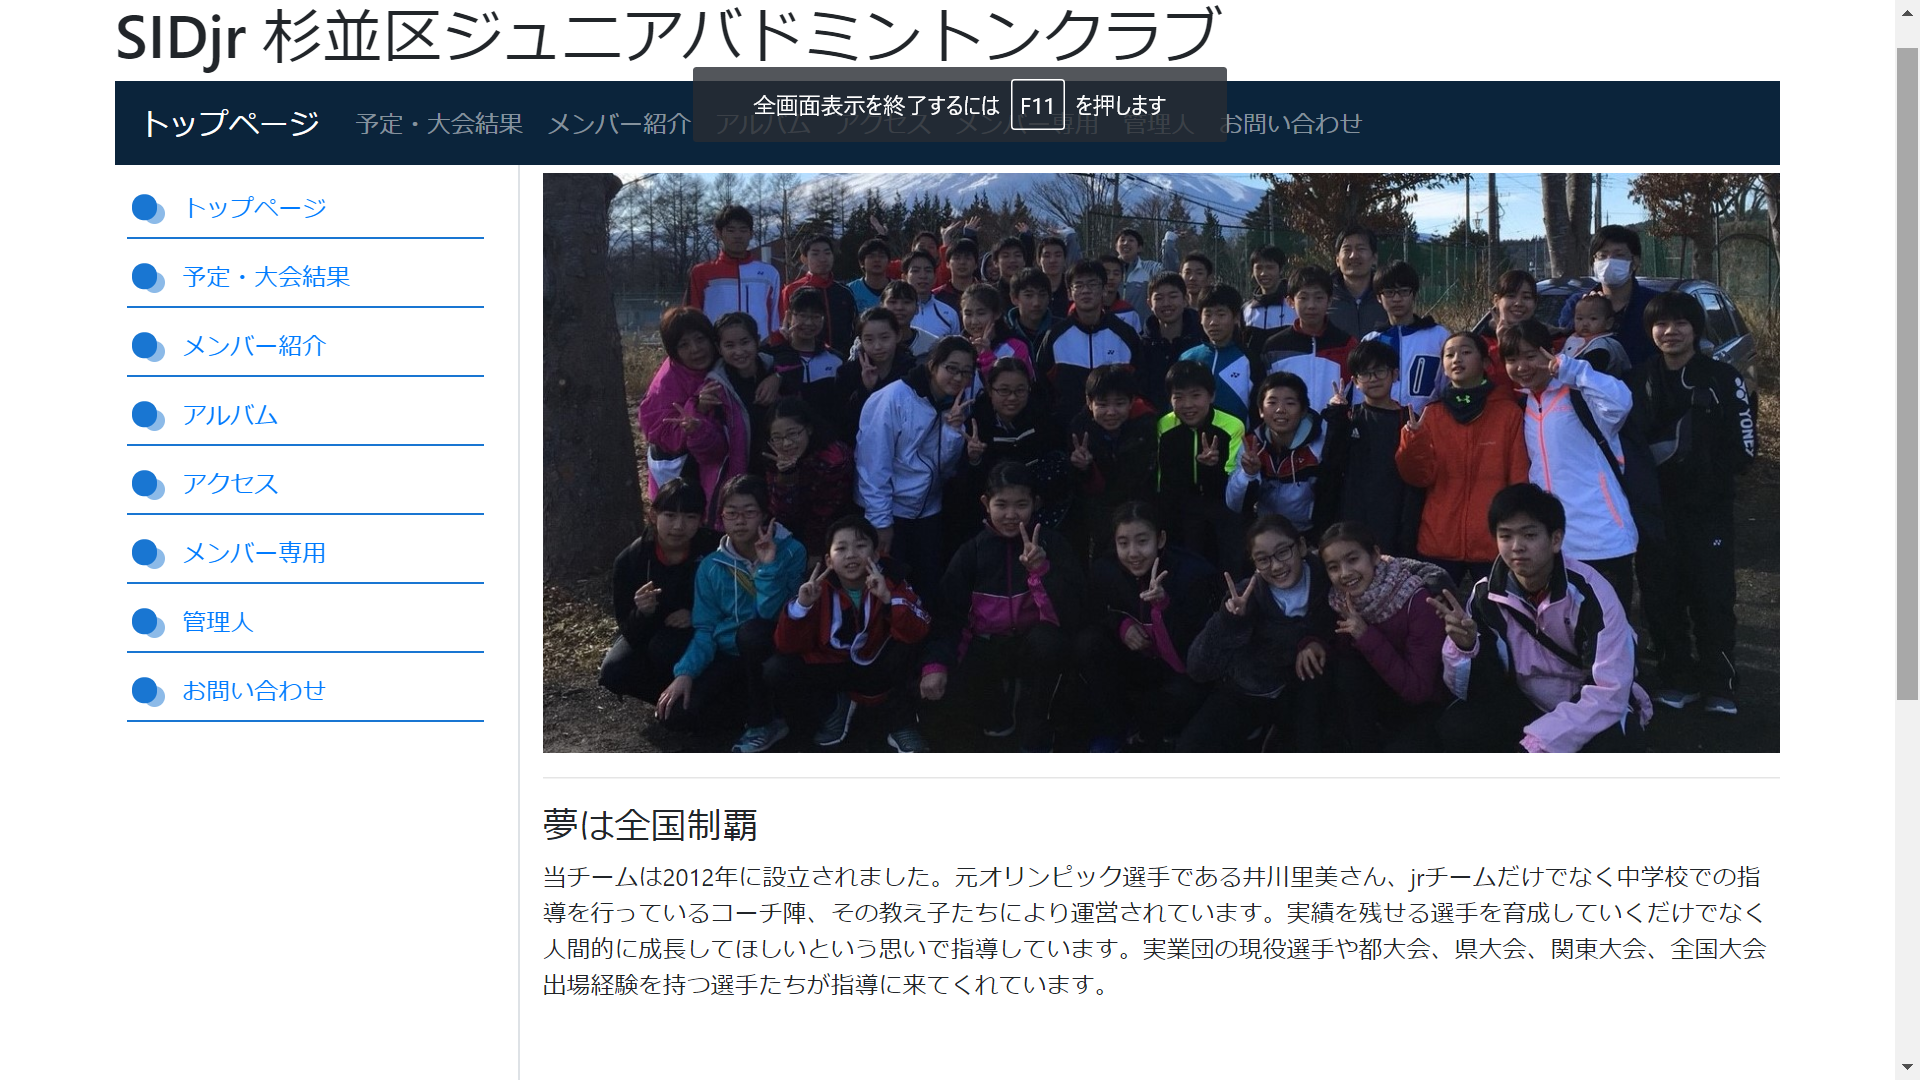 SIDjr 杉並区ジュニアバドミントンクラブ
全画面表示を終了するには F11 を押します
トップページ 予定・大会結果 メンバー紹介 アルバム アクセス メンバー専用 管理人 お問い合わせ
トップページ
予定・大会結果
メンバー紹介
アルバム
アクセス
メンバー専用
管理人
お問い合わせ
YONEX
夢は全国制覇
当チームは2012年に設立されました。元オリンピック選手である井川里美さん、jrチームだけでなく中学校での指
導を行っているコーチ陣、その教え子たちにより運営されています。実績を残せる選手を育成していくだけでなく
人間的に成長してほしいという思いで指導しています。実業団の現役選手や都大会、県大会、関東大会、全国大会
出場経験を持つ選手たちが指導に来てくれています。